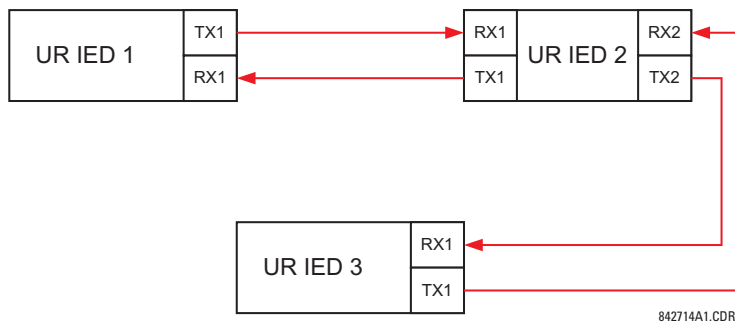 UR IED 1
TX1
RX1
RX1
TX1
UR IED 2
RX2
TX2
UR IED 3
RX1
TX1
842714A1.CDR